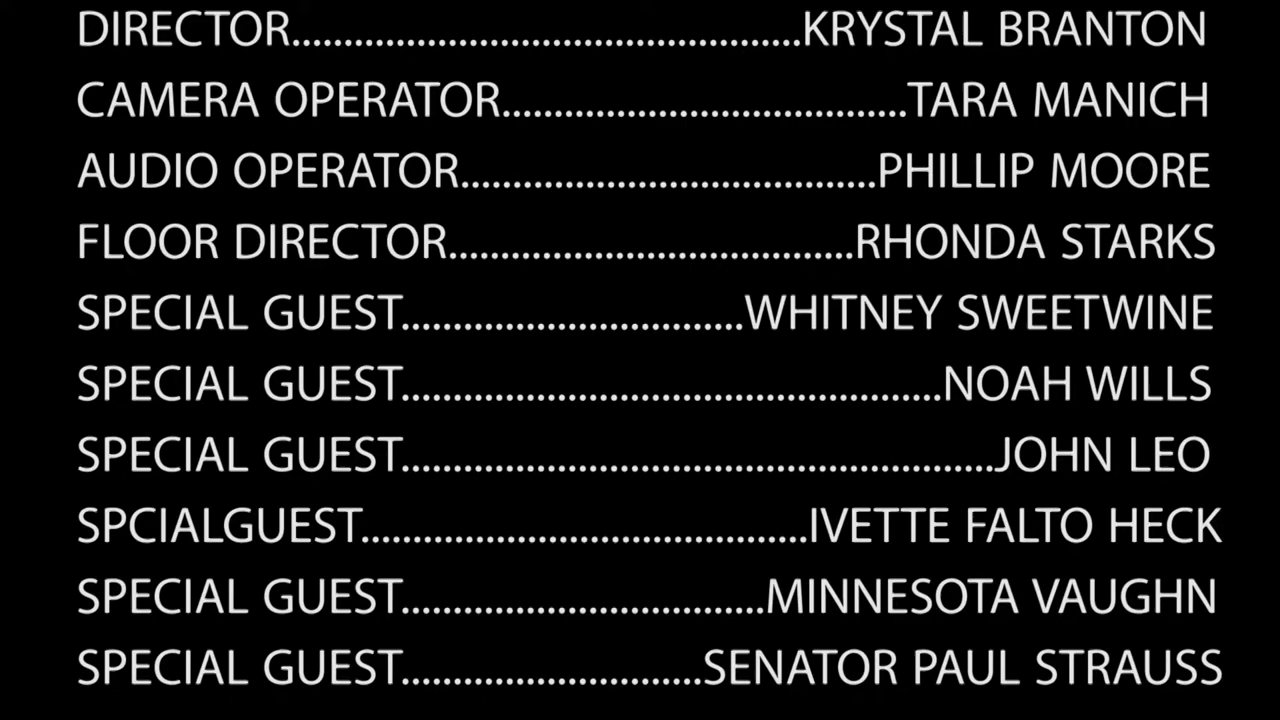 DIRECTOR.................................................KRYSTAL BRANTON
CAMERA OPERATOR.......................................TARA MANICH
AUDIO OPERATOR........................................PHILLIP MOORE
FLOOR DIRECTOR.......................................RHONDA STARKS
SPECIAL GUEST.................................WHITNEY SWEETWINE
SPECIAL GUEST....................................................NOAH WILLS
SPECIAL GUEST.........................................................JOHN LEO
SPCIALGUEST...........................................IVETTE FALTO HECK
SPECIAL GUEST...................................MINNESOTA VAUGHN
SPECIAL GUEST.............................SENATOR PAUL STRAUSS